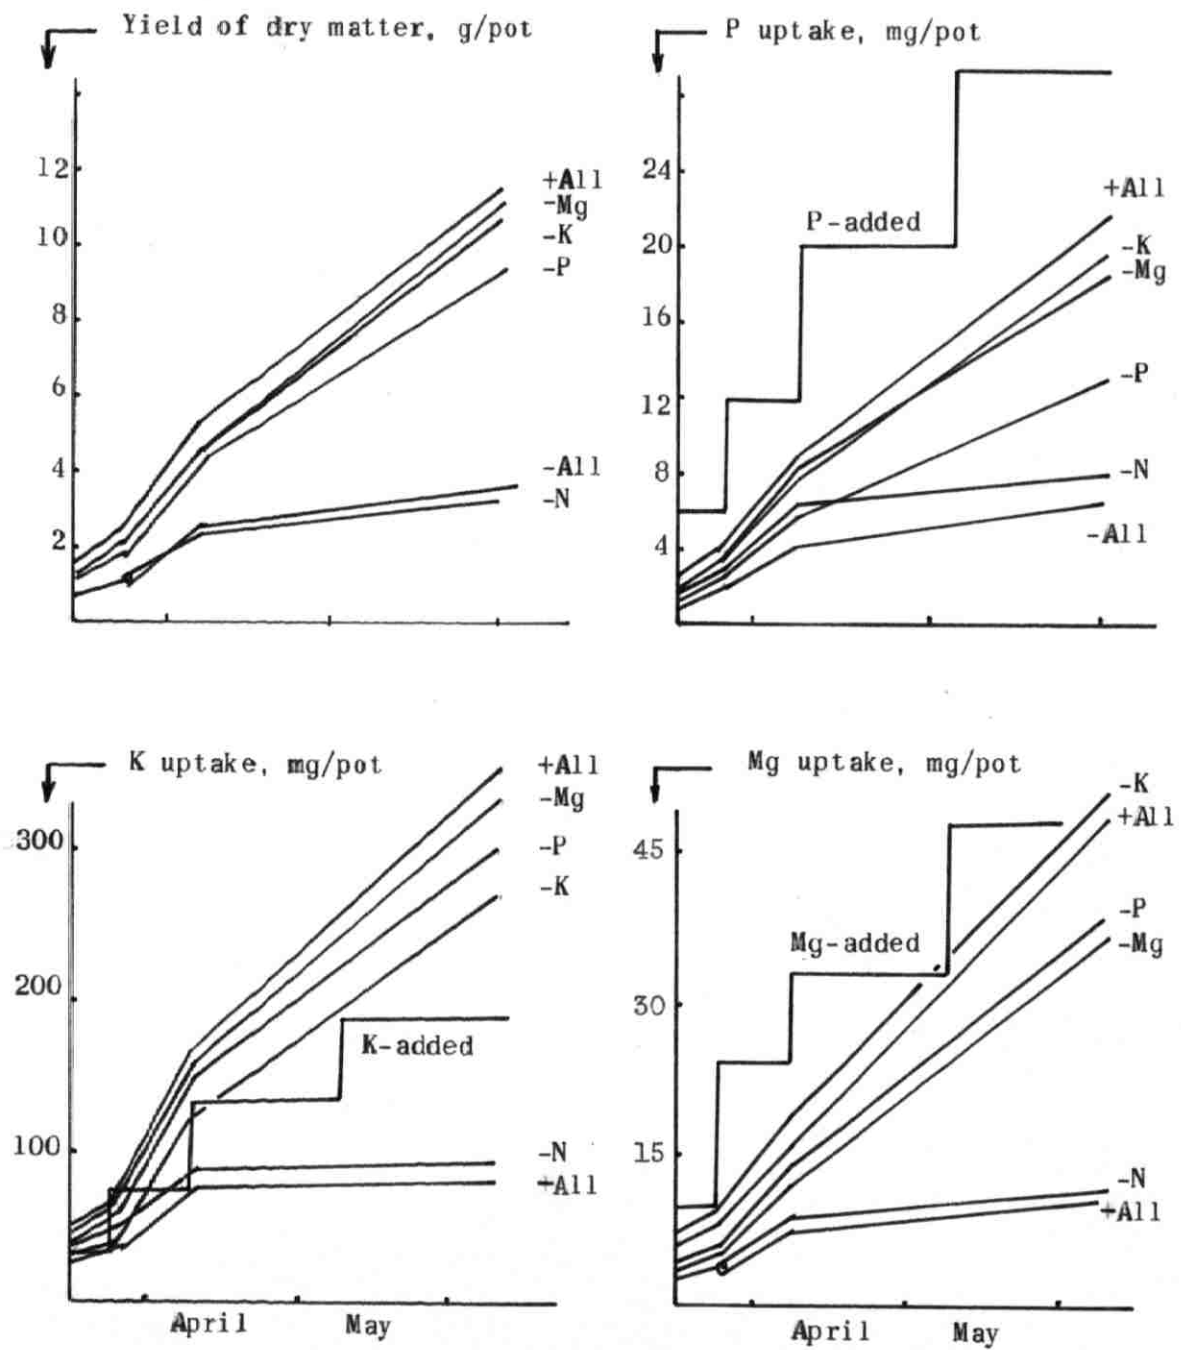 Yield of dry matter, g/pot
12
10
8
6
4
2
+All
-Mg
-K
-P
-All
-N
P uptake, mg/pot
24
20
16
12
8
4
P-added
+All
-K
-Mg
-P
-N
-All
K uptake, mg/pot
300
200
100
+All
-Mg
-P
-K
K-added
-N
+All
April May
Mg uptake, mg/pot
45
30
15
Mg-added
-K
+All
-P
-Mg
-N
+All
April May